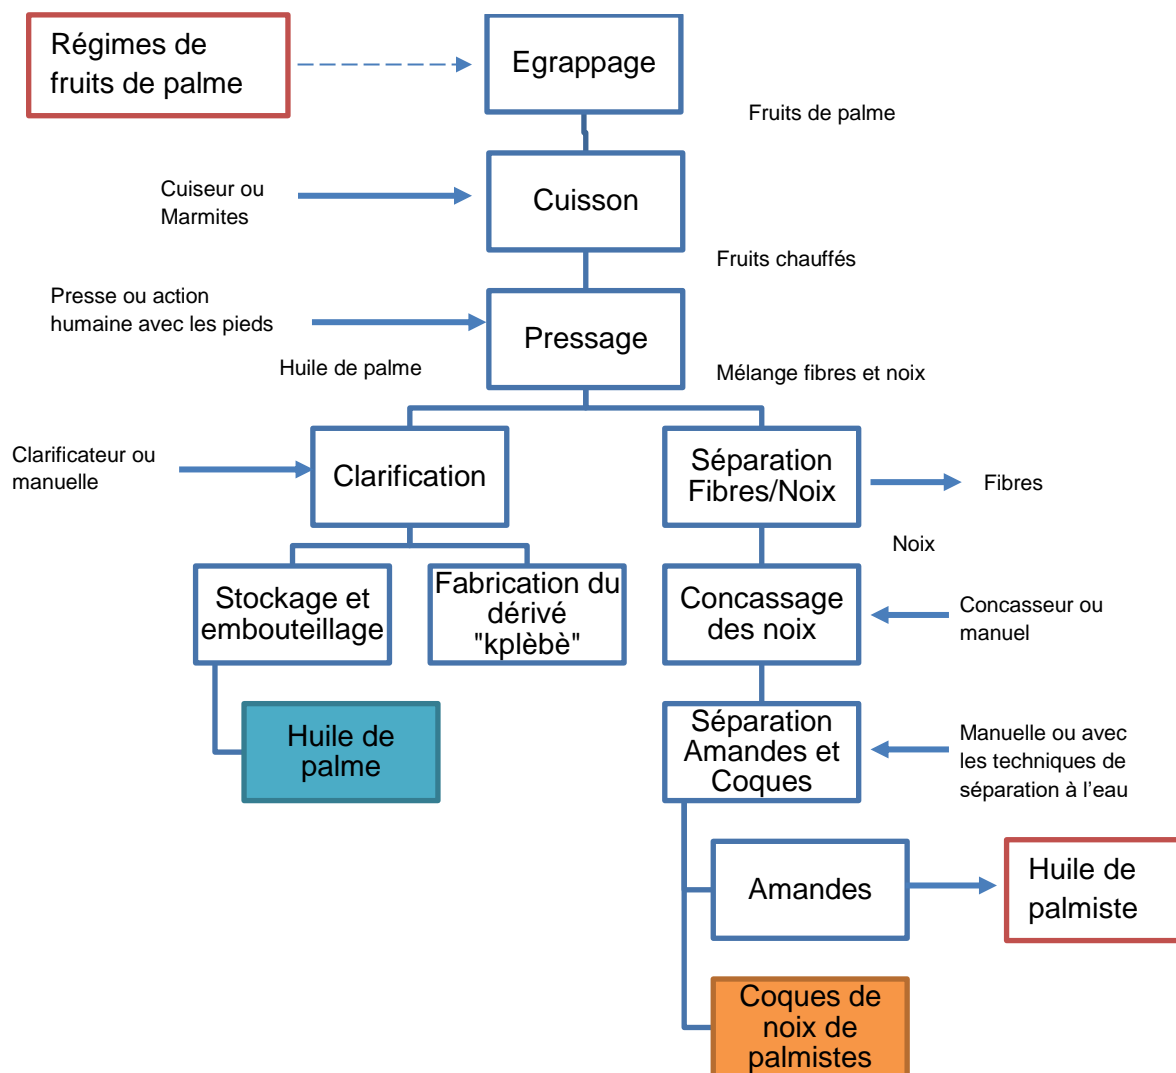 Régimes de
fruits de palme
Egrappage
Fruits de palme
Cuiseur ou
Marmites
Cuisson
Fruits chauffés
Presse ou action
humaine avec les pieds
Pressage
Huile de palme
Mélange fibres et noix
Clarificateur ou
manuelle
Clarification
Séparation
Fibres/Noix
Fibres
Noix
Stockage et
embouteillage
Fabrication du
dérivé
"kplèbè"
Concassage
des noix
Concasseur ou
manuel
Huile de
palme
Séparation
Amandes et
Coques
Manuelle ou avec
les techniques de
séparation à l’eau
Amandes
Huile de
palmiste
Coques de
noix de
palmistes